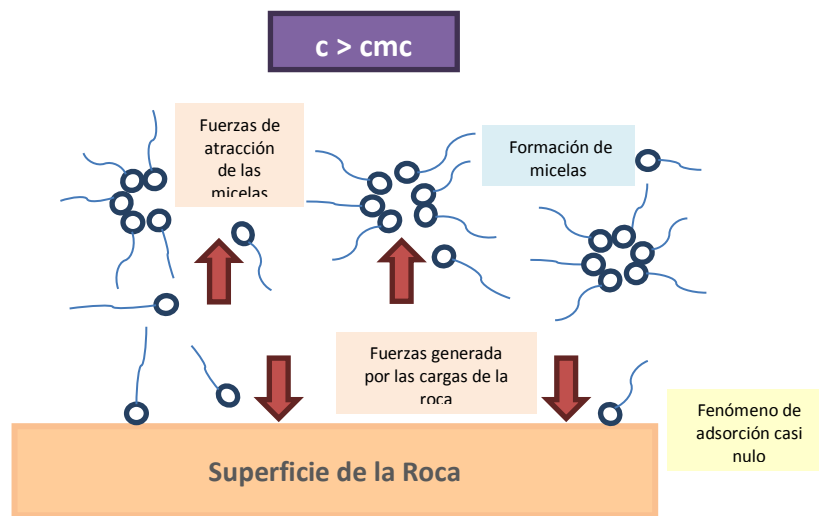 c > cmc
Fuerzas de
atracción
de las
micelas
Formación de
micelas
Fuerzas generada
por las cargas de la
roca
Fenómeno de
adsorción casi
nulo
Superficie de la Roca